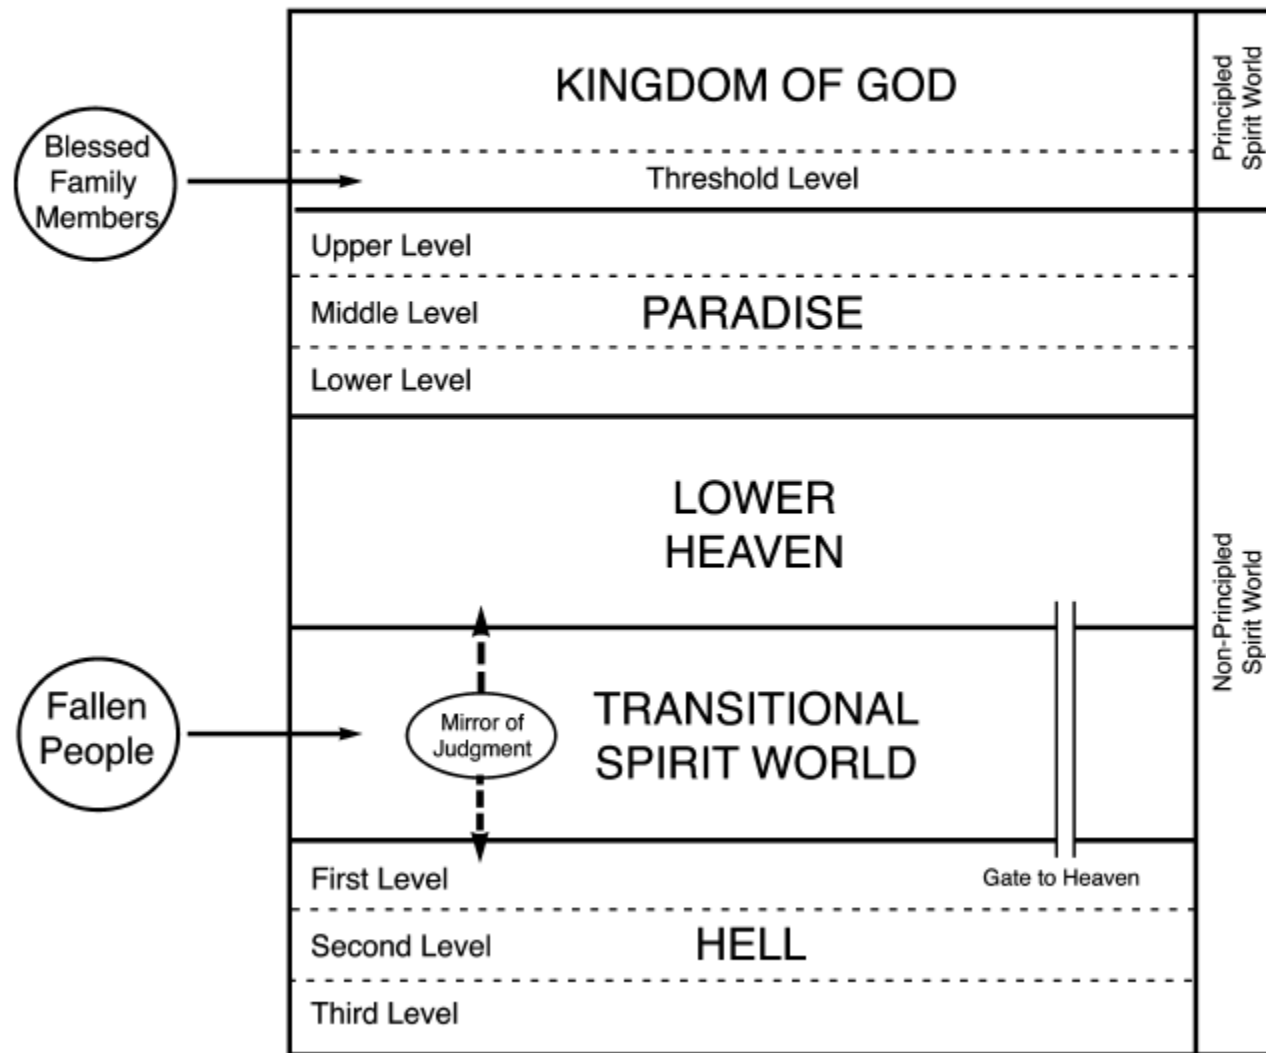 KINGDOM OF GOD
Principled
Spirit World
Blessed
Family
Members
Threshold Level
Upper Level
Middle Level
PARADISE
Lower Level
LOWER
HEAVEN
Non-Principled
Spirit World
Fallen
People
Mirror of
Judgment
TRANSITIONAL
SPIRIT WORLD
First Level
Gate to Heaven
Second Level
HELL
Third Level